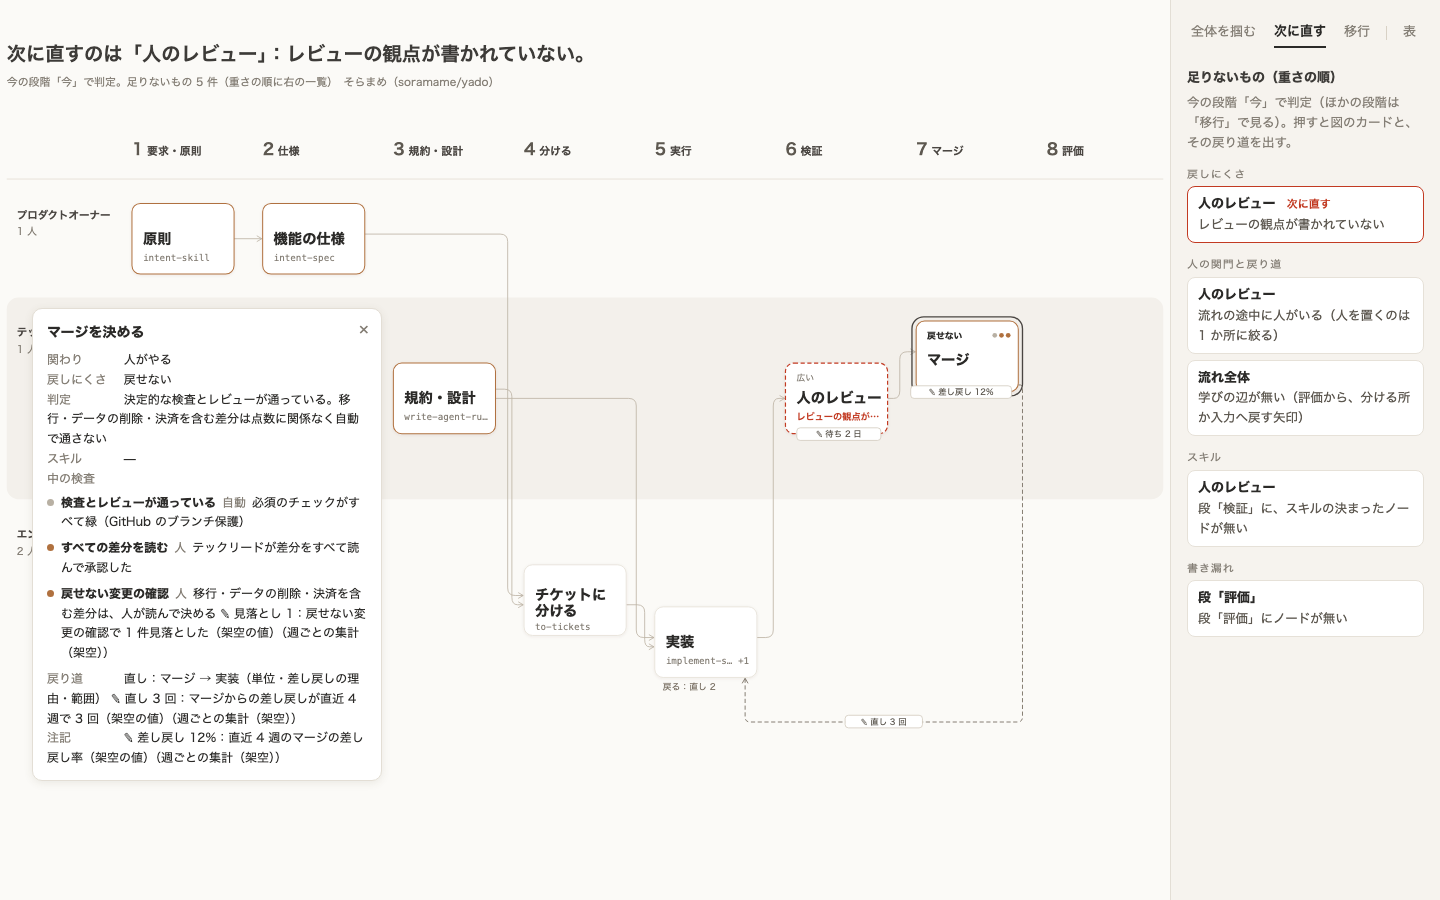 次に直すのは「人のレビュー」：レビューの観点が書かれていない。
今の段階「今」で判定。足りないもの 5 件（重さの順に右の一覧） そらまめ（soramame/yado）
1 要求・原則
2 仕様
3 規約・設計
4 分ける
5 実行
6 検証
7 マージ
8 評価
プロダクトオーナー
1 人
原則
intent-skill
機能の仕様
intent-spec
マージを決める
×
関わり 人がやる
戻しにくさ 戻せない
判定 決定的な検査とレビューが通っている。移
行・データの削除・決済を含む差分は点数に関係なく自動
で通さない
スキル —
中の検査
検査とレビューが通っている 自動 必須のチェックがす
べて緑（GitHub のブランチ保護）
すべての差分を読む 人 テックリードが差分をすべて読
んで承認した
戻せない変更の確認 人 移行・データの削除・決済を含
む差分は、人が読んで決める ✎ 見落とし 1：戻せない変
更の確認で 1 件見落とした（架空の値）（週ごとの集計
（架空））
戻り道 直し：マージ → 実装（単位・差し戻しの理
由・範囲） ✎ 直し 3 回：マージからの差し戻しが直近 4
週で 3 回（架空の値）（週ごとの集計（架空））
注記 ✎ 差し戻し 12%：直近 4 週のマージの差し
戻し率（架空の値）（週ごとの集計（架空））
テッ
1 人
エン
2 人
規約・設計
write-agent-ru…
チケットに
分ける
to-tickets
実装
implement-s… +1
戻る：直し 2
広い
人のレビュー
レビューの観点が…
✎ 待ち 2 日
戻せない
マージ
✎ 差し戻し 12%
✎ 直し 3 回
全体を掴む 次に直す 移行 表
足りないもの（重さの順）
今の段階「今」で判定（ほかの段階は
「移行」で見る）。押すと図のカードと、
その戻り道を出す。
戻しにくさ
人のレビュー 次に直す
レビューの観点が書かれていない
人の関門と戻り道
人のレビュー
流れの途中に人がいる（人を置くのは
1 か所に絞る）
流れ全体
学びの辺が無い（評価から、分ける所
か入力へ戻す矢印）
スキル
人のレビュー
段「検証」に、スキルの決まったノー
ドが無い
書き漏れ
段「評価」
段「評価」にノードが無い